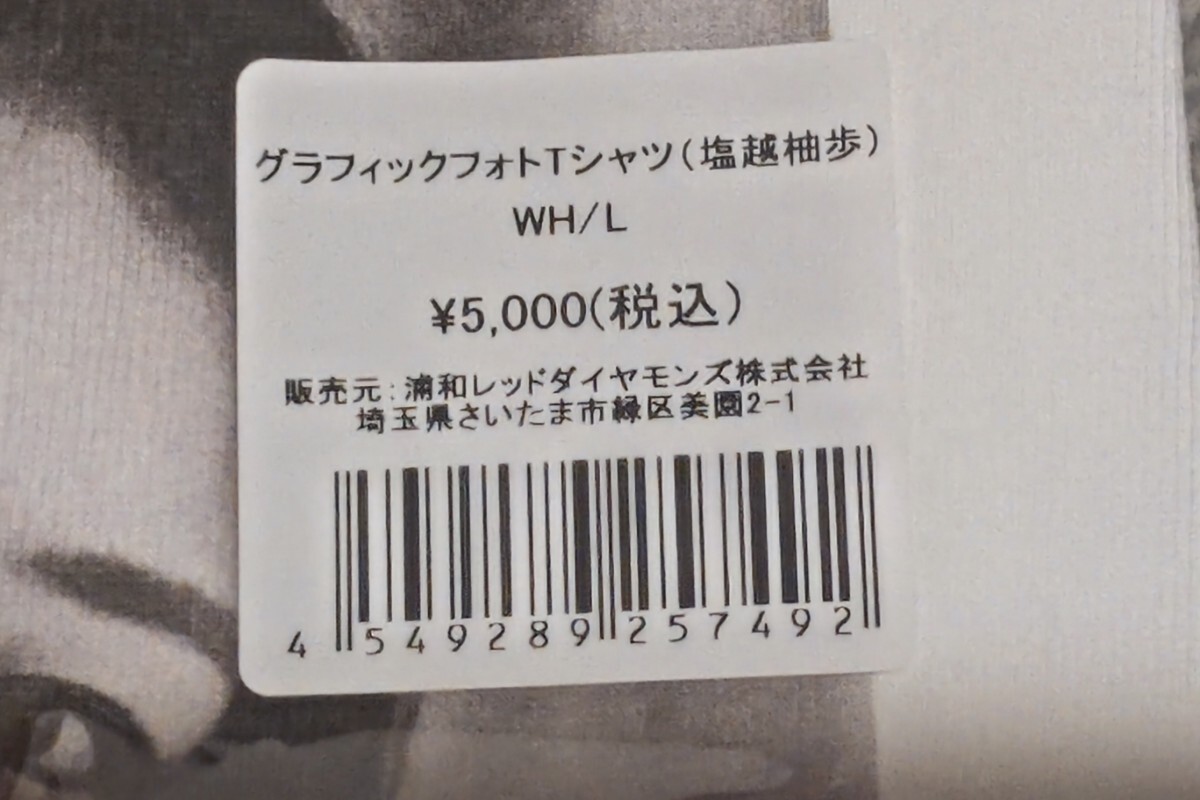 グラフィックフォトTシャツ(塩越柚歩)
WH/L
¥5,000(税込)
販売元:浦和レッドダイヤモンズ株式会社
埼玉県さいたま市緑区美園2-1
4 549289 257492